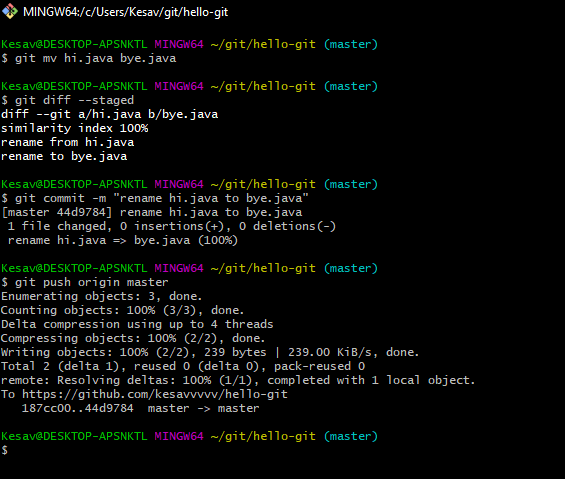 MINGW64:/c/Users/Kesav/git/hello-git
Kesav@DESKTOP-APSNKTL MINGW64 ~/git/hello-git (master)
$ git mv hi.java bye.java
Kesav@DESKTOP-APSNKTL MINGW64 ~/git/hello-git (master)
$ git diff --staged
diff --git a/hi.java b/bye.java
similarity index 100%
rename from hi.java
rename to bye.java
Kesav@DESKTOP-APSNKTL MINGW64 ~/git/hello-git (master)
$ git commit -m "rename hi.java to bye.java"
[master 44d9784] rename hi.java to bye.java
 1 file changed, 0 insertions(+), 0 deletions(-)
 rename hi.java => bye.java (100%)
Kesav@DESKTOP-APSNKTL MINGW64 ~/git/hello-git (master)
$ git push origin master
Enumerating objects: 3, done.
Counting objects: 100% (3/3), done.
Delta compression using up to 4 threads
Compressing objects: 100% (2/2), done.
Writing objects: 100% (2/2), 239 bytes | 239.00 KiB/s, done.
Total 2 (delta 1), reused 0 (delta 0), pack-reused 0
remote: Resolving deltas: 100% (1/1), completed with 1 local object.
To https://github.com/kesavvvvv/hello-git
   187cc00..44d9784  master -> master
Kesav@DESKTOP-APSNKTL MINGW64 ~/git/hello-git (master)
$